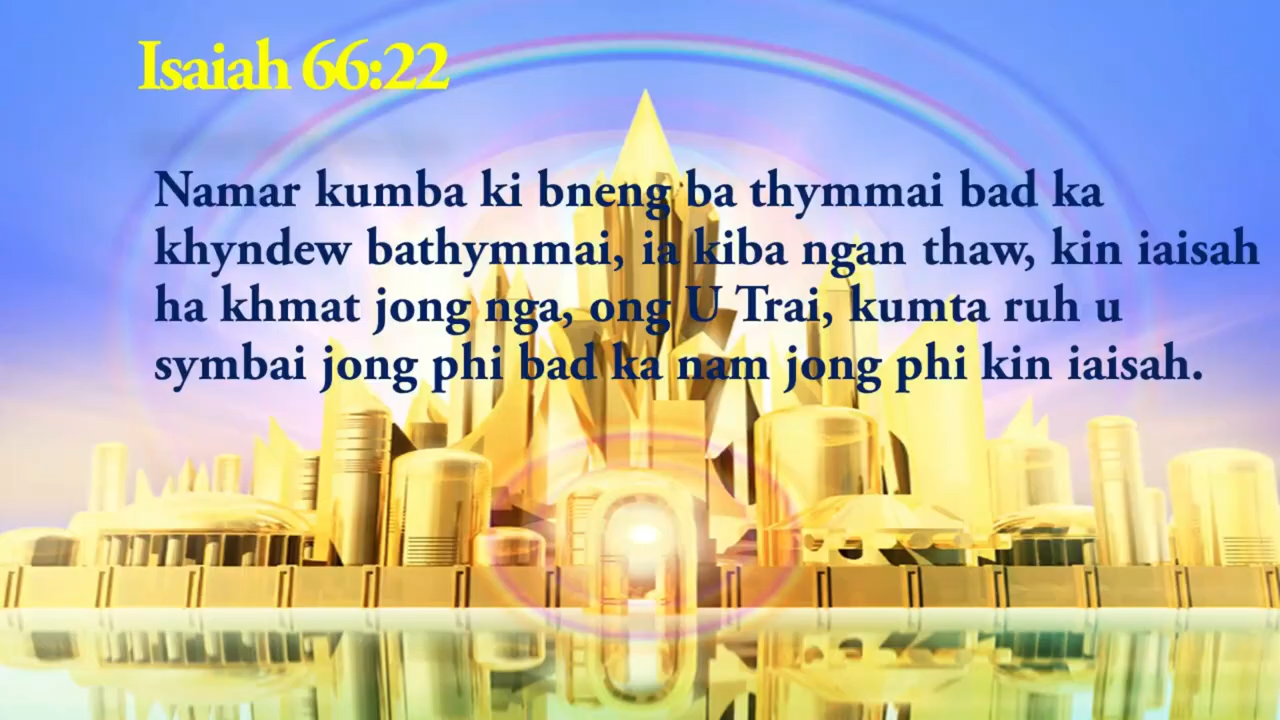 Isaiah 66:22
Namar kumba ki bneng ba thymmai bad ka
khyndew bathymmai, ia kiba ngan thaw, kin iaisah
ha khmat jong nga, ong U Trai, kumta ruh u
symbai jong phi bad ka nam jong phi kin iaisah.